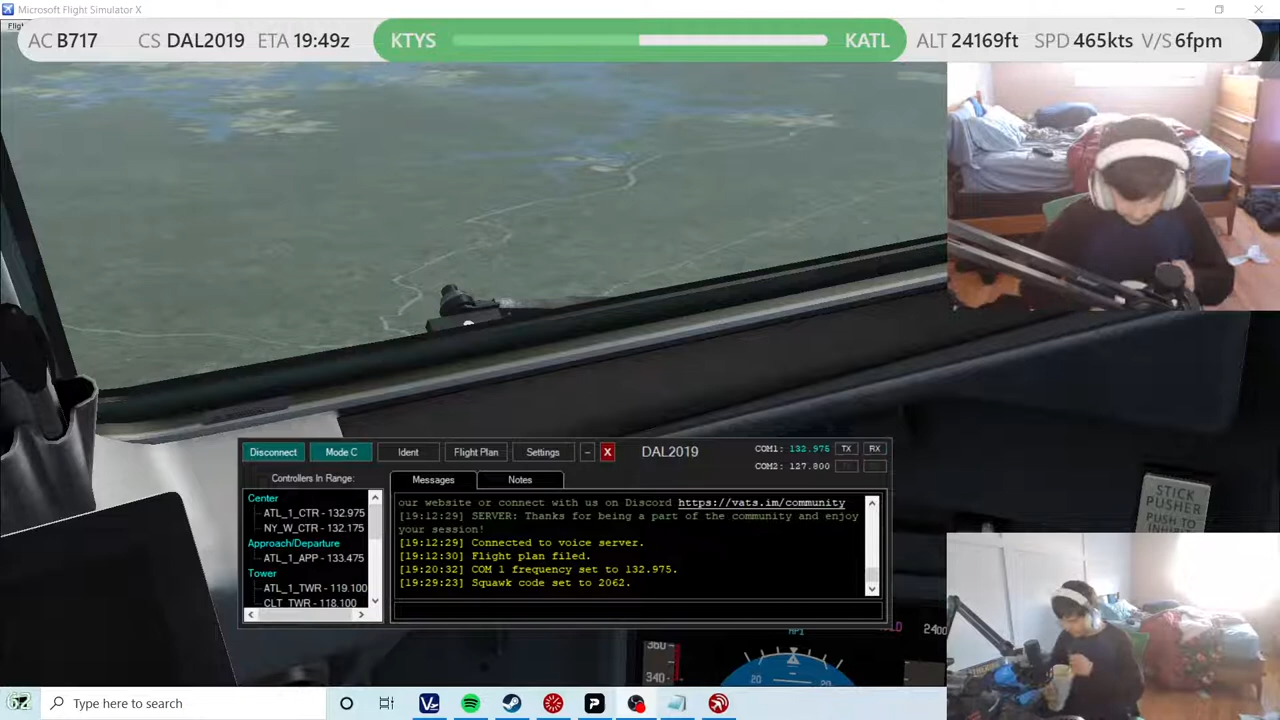 Microsoft Flight Simulator X
AC B717 CS DAL2019 ETA 19:49z KTYS KATL ALT 24169ft SPD 465kts V/S 6fpm
Disconnect Mode C Ident Flight Plan Settings – X DAL2019 COM1: 132.975 TX RX
COM2: 127.800
Controllers In Range:
Center
ATL_1_CTR - 132.975
NY_W_CTR - 132.175
Approach/Departure
ATL_1_APP - 133.475
Tower
ATL_1_TWR - 119.100
CLT_TWR - 118.100
Messages Notes
our website or connect with us on Discord https://vats.im/community
[19:12:29] SERVER: Thanks for being a part of the community and enjoy
your session!
[19:12:29] Connected to voice server.
[19:12:30] Flight plan filed.
[19:20:32] COM 1 frequency set to 132.975.
[19:29:23] Squawk code set to 2062.
STICK
PUSHER
PUSH TO
INHIBIT
360
340
20 20
2400
Type here to search